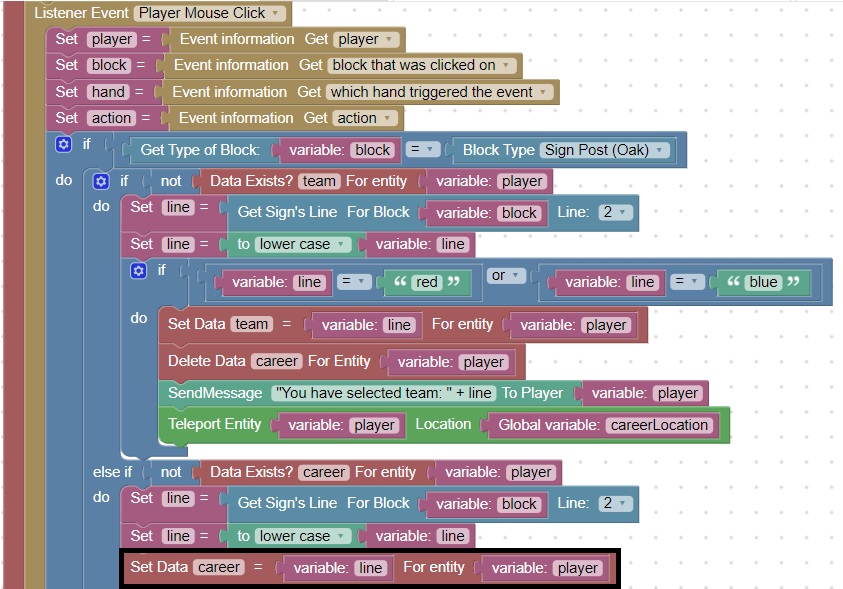 Listener Event Player Mouse Click
Set player = Event information Get player
Set block = Event information Get block that was clicked on
Set hand = Event information Get which hand triggered the event
Set action = Event information Get action
if Get Type of Block: variable: block = Block Type Sign Post (Oak)
do if not Data Exists? team For entity variable: player
do Set line = Get Sign's Line For Block variable: block Line: 2
Set line = to lower case variable: line
if variable: line = “ red ” or variable: line = “ blue ”
do Set Data team = variable: line For entity variable: player
Delete Data career For Entity variable: player
SendMessage "You have selected team: " + line To Player variable: player
Teleport Entity variable: player Location Global variable: careerLocation
else if not Data Exists? career For entity variable: player
do Set line = Get Sign's Line For Block variable: block Line: 2
Set line = to lower case variable: line
Set Data career = variable: line For entity variable: player